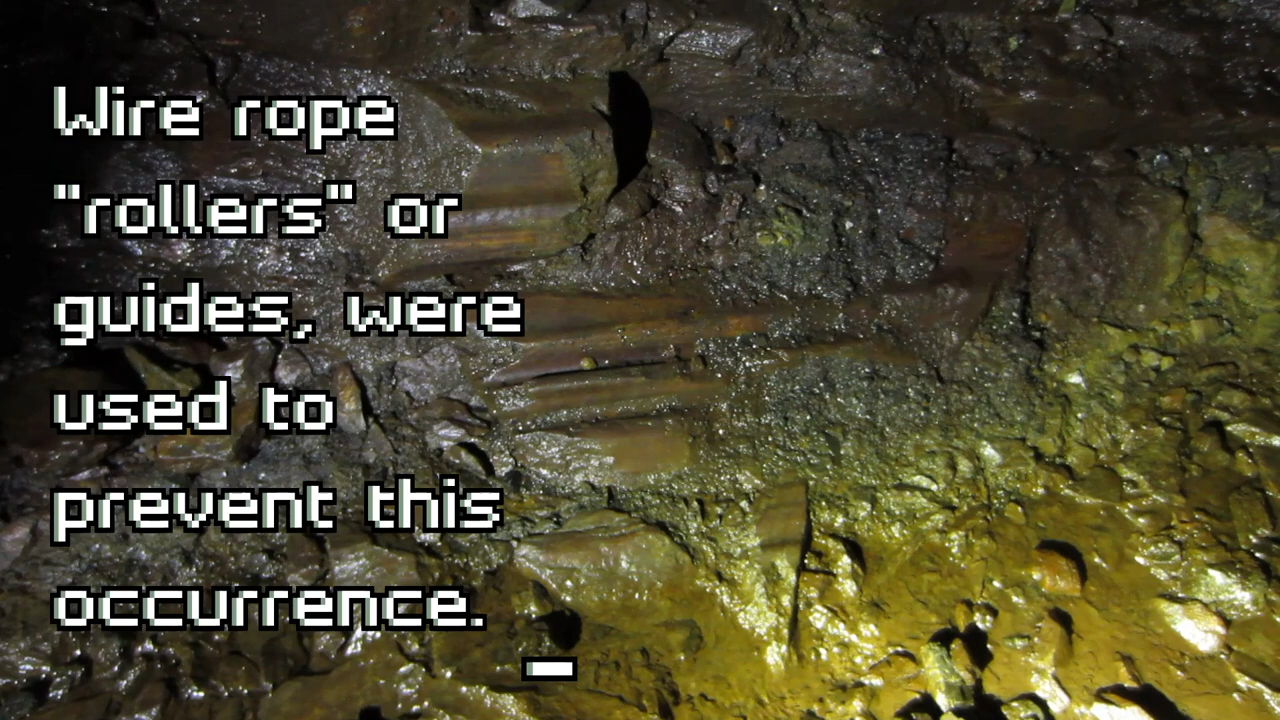 Wire rope
"rollers" or
guides, were
used to
prevent this
occurrence.